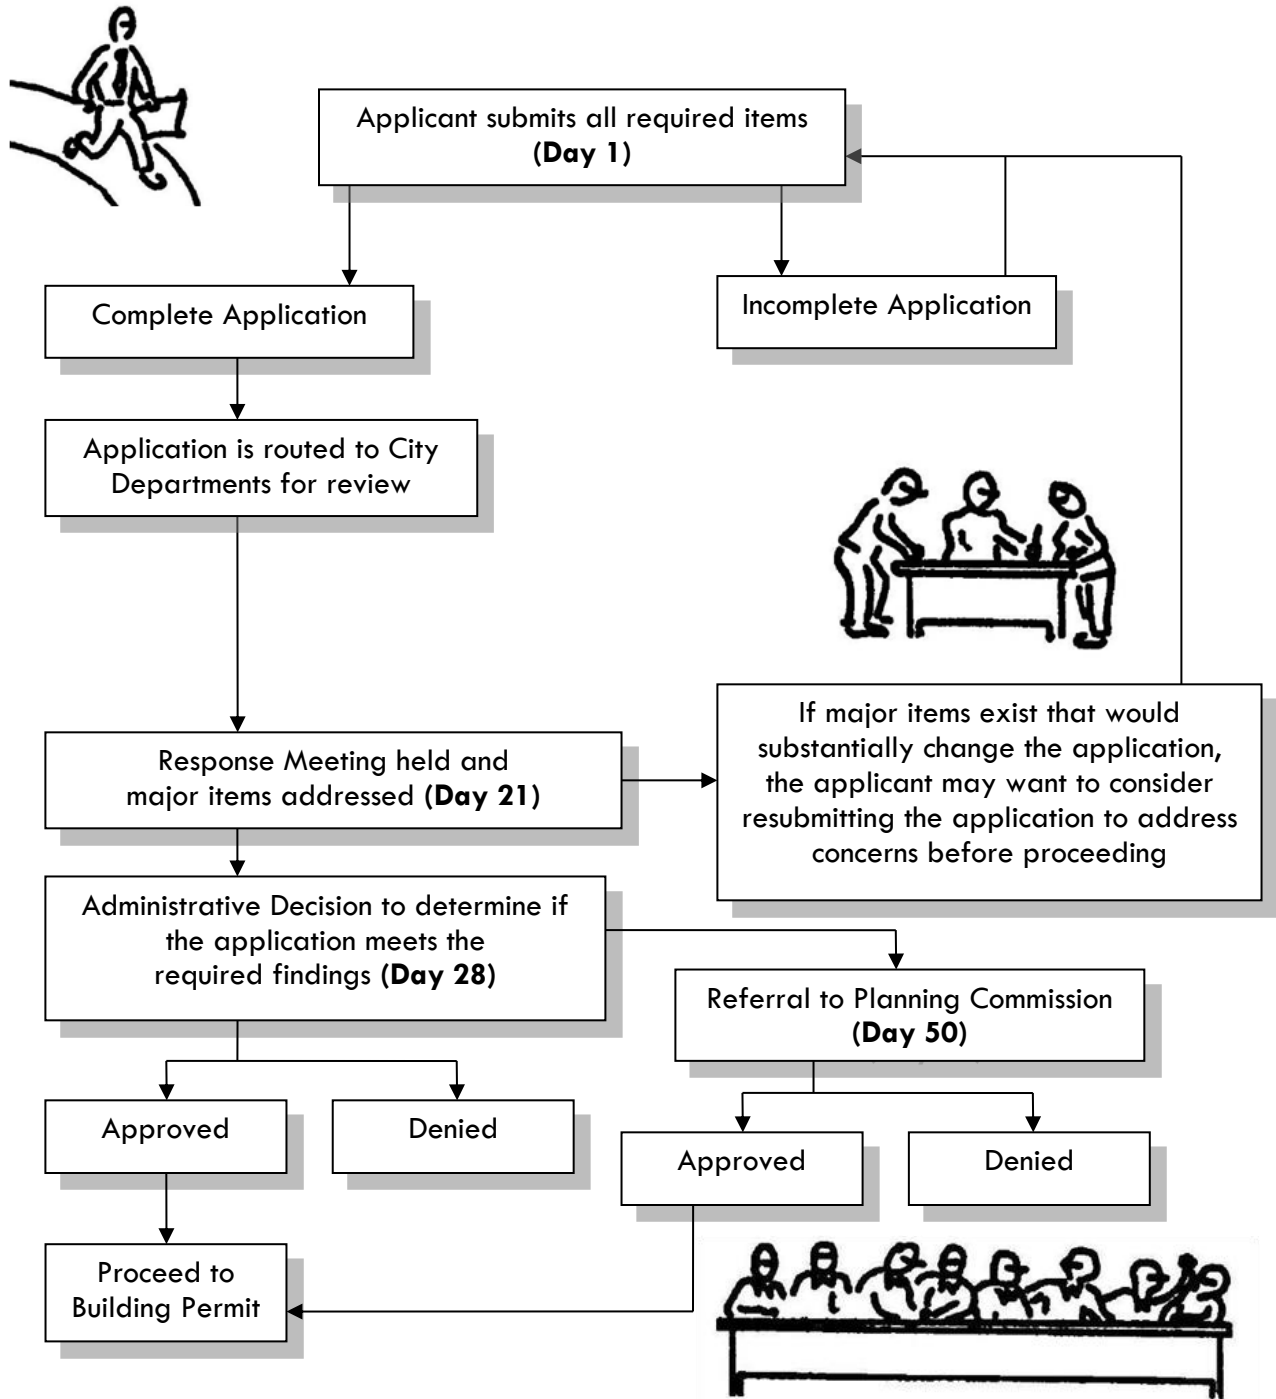 Applicant submits all required items
(Day 1)
Complete Application
Incomplete Application
Application is routed to City
Departments for review
Response Meeting held and
major items addressed (Day 21)
If major items exist that would
substantially change the application,
the applicant may want to consider
resubmitting the application to address
concerns before proceeding
Administrative Decision to determine if
the application meets the
required findings (Day 28)
Referral to Planning Commission
(Day 50)
Approved
Denied
Approved
Denied
Proceed to
Building Permit